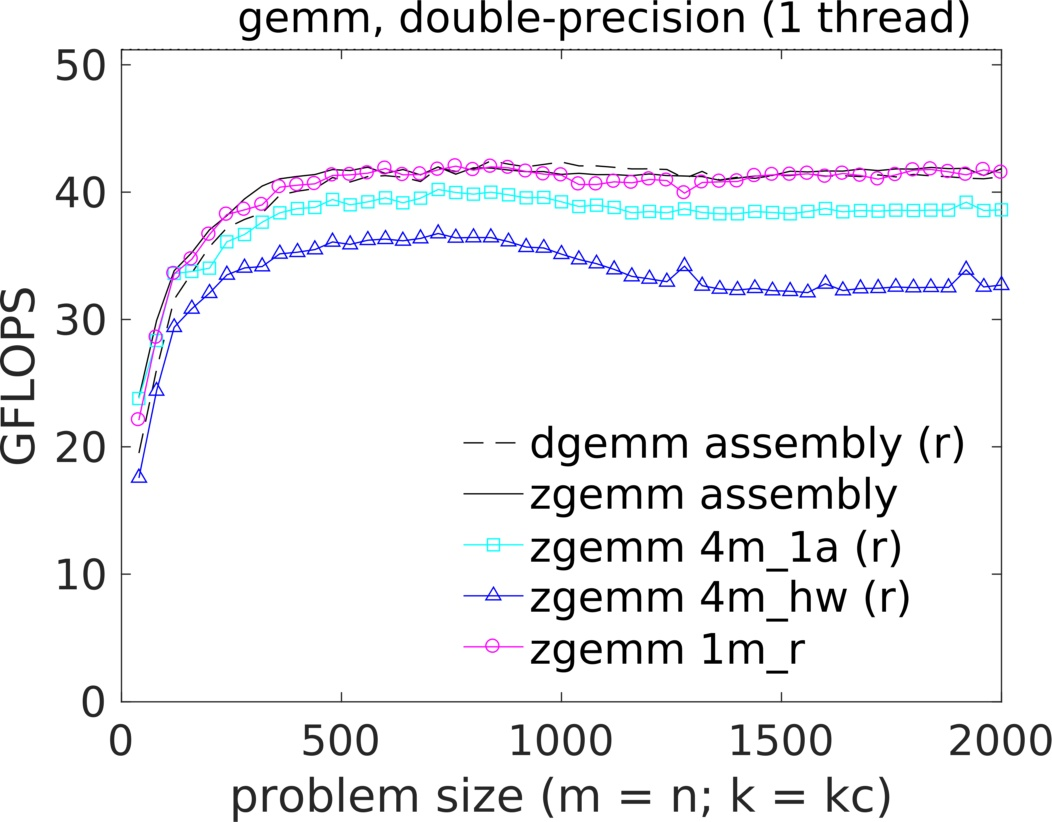 gemm, double-precision (1 thread)
50
40
30
20
10
0
GFLOPS
dgemm assembly (r)
zgemm assembly
zgemm 4m_1a (r)
zgemm 4m_hw (r)
zgemm 1m_r
0 500 1000 1500 2000
problem size (m = n; k = kc)